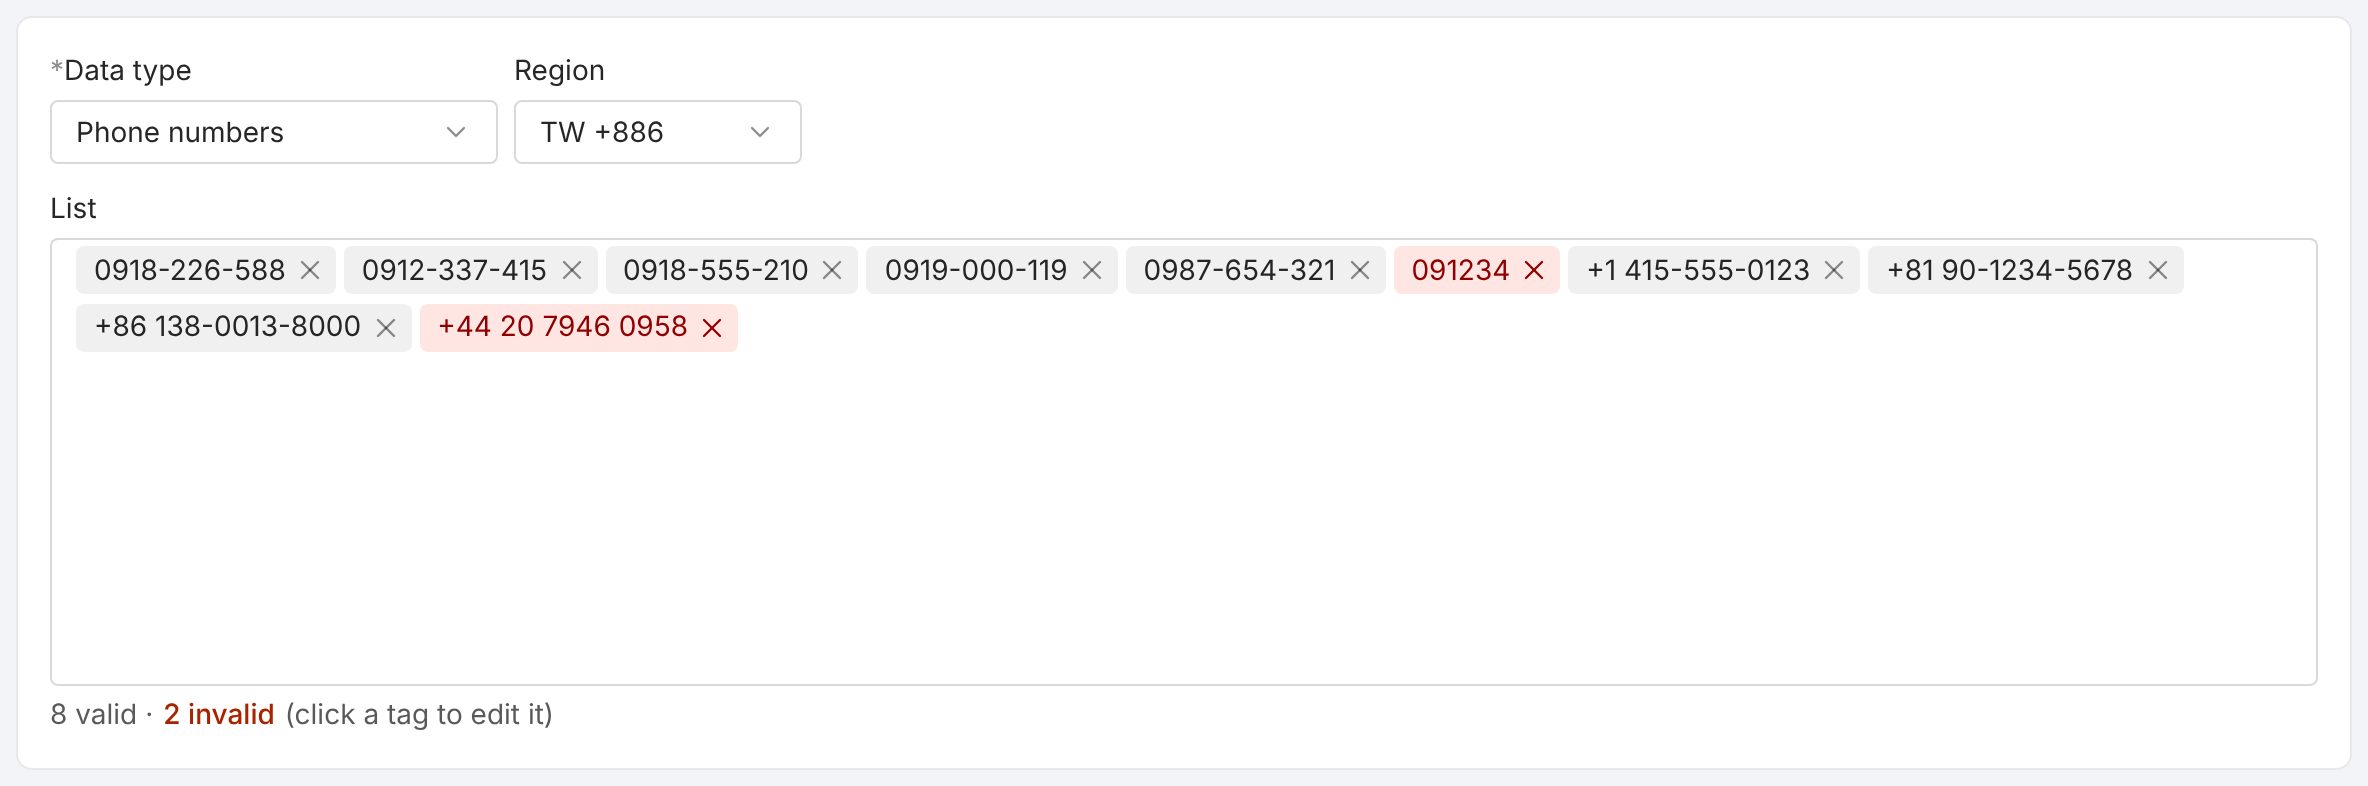 *Data type Region
Phone numbers TW +886
List
0918-226-588 0912-337-415 0918-555-210 0919-000-119 0987-654-321 091234 +1 415-555-0123 +81 90-1234-5678
+86 138-0013-8000 +44 20 7946 0958
8 valid · 2 invalid (click a tag to edit it)